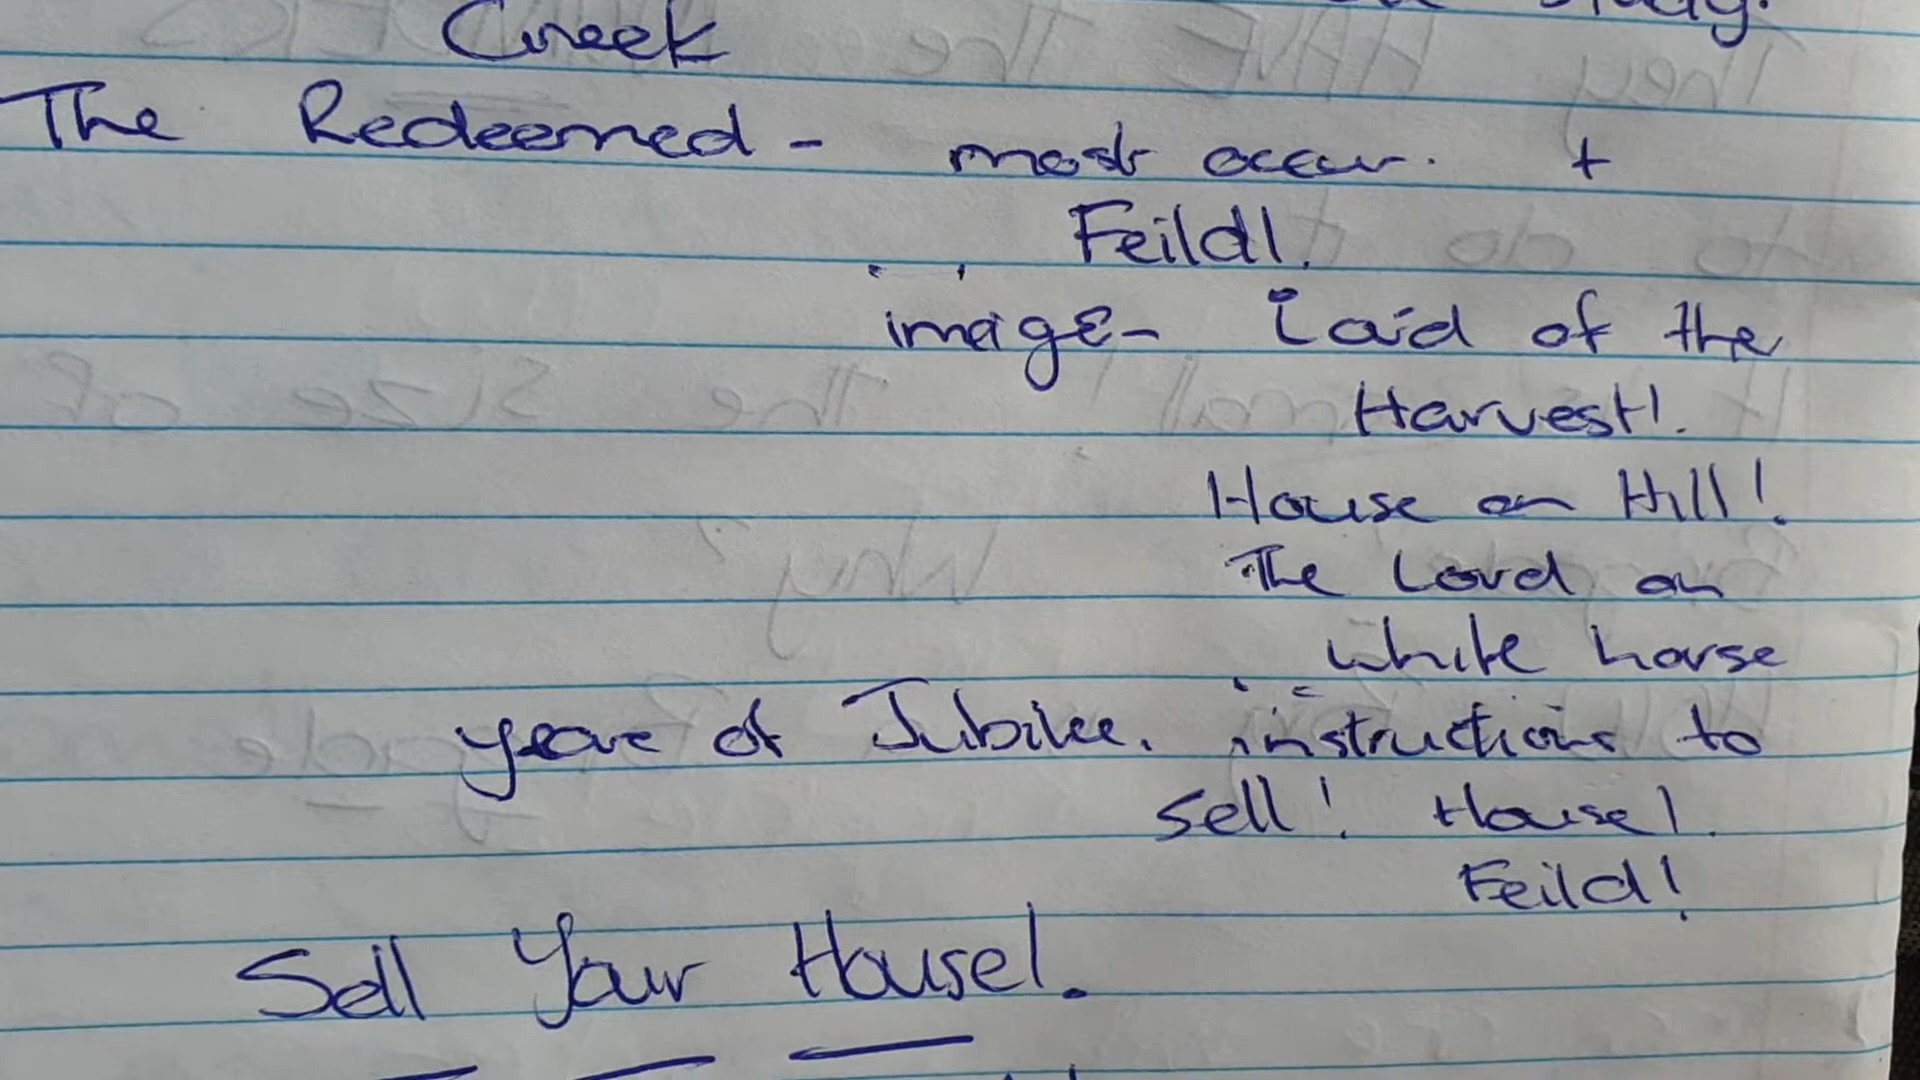 study.
Creek
The Redeemed - most occur. +
Feild!.
image- Laid of the
Harvest!.
House on Hill!
The Lord on
white horse
year of Jubilee. instructions to
sell! House!.
Feild!
Sell Your House!.